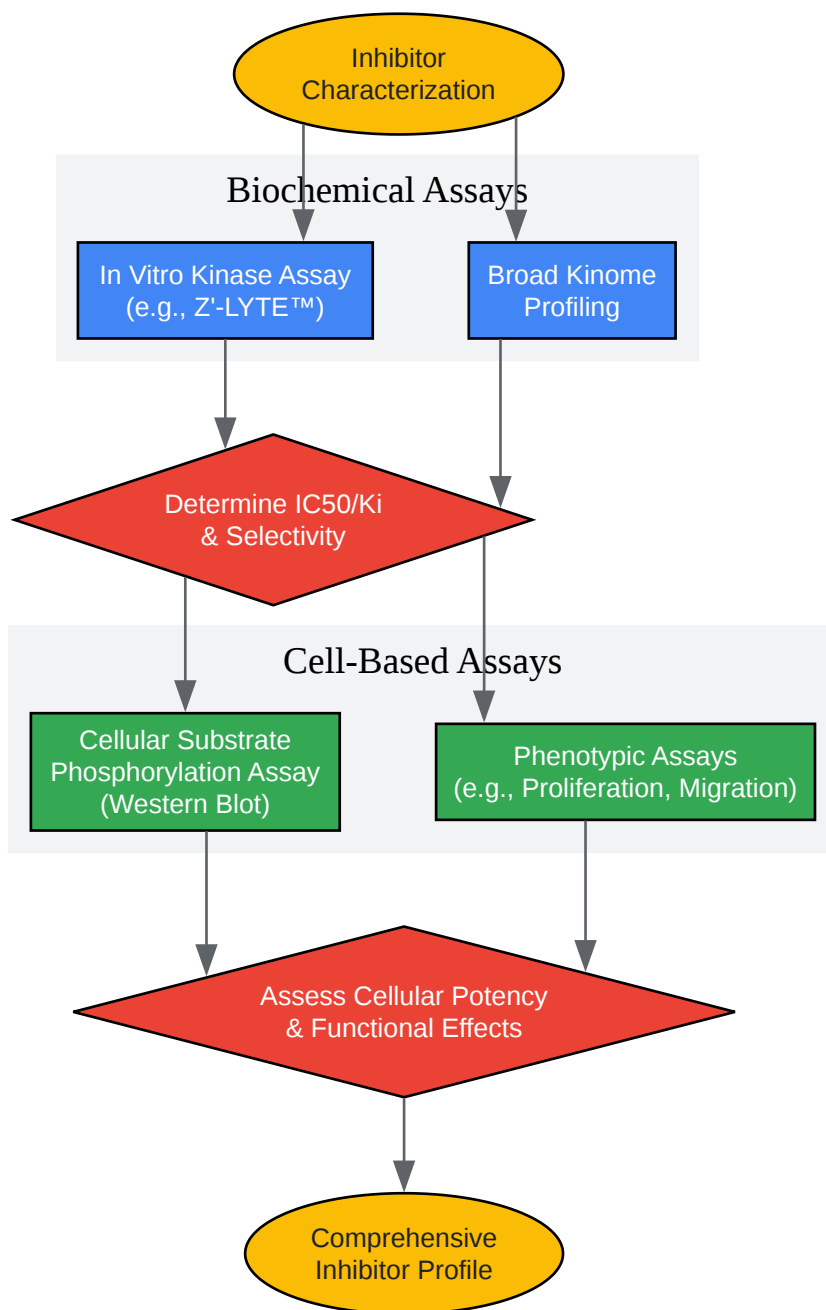 Inhibitor
Characterization
Biochemical Assays
In Vitro Kinase Assay
(e.g., Z'-LYTE™)
Broad Kinome
Profiling
Determine IC50/Ki
& Selectivity
Cell-Based Assays
Cellular Substrate
Phosphorylation Assay
(Western Blot)
Phenotypic Assays
(e.g., Proliferation, Migration)
Assess Cellular Potency
& Functional Effects
Comprehensive
Inhibitor Profile